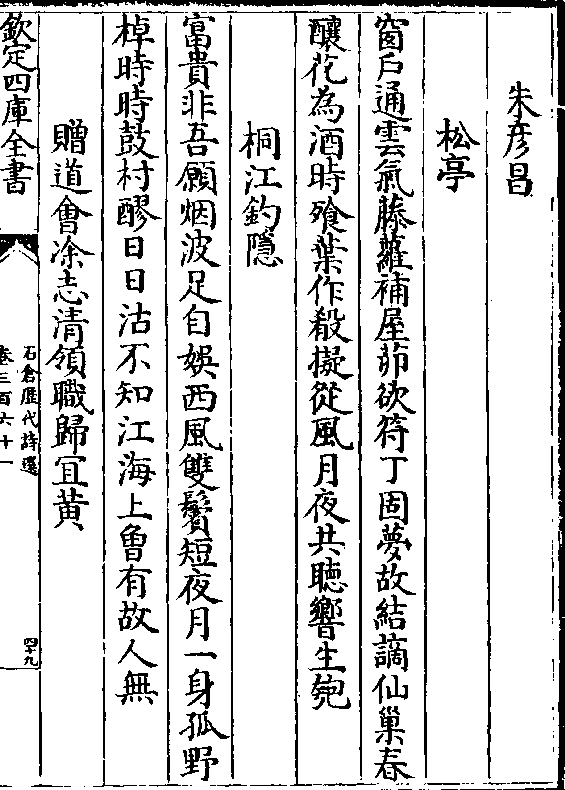 朱彥昌
松亭
窗戶通雲氣藤蘿補屋茆欲符丁固夢故結謫仙巢春
釀花為酒時飱葉作殽擬從風月夜共聽響生匏
桐江釣隱
富貴非吾願烟波足自娛西風雙鬢短夜月一身孤野
棹時時鼓村醪日日沽不知江海上曾有故人無
贈道會凃志清領職歸宜黃
欽定四庫全書
石倉歷代詩選
卷三百六十一
四十九